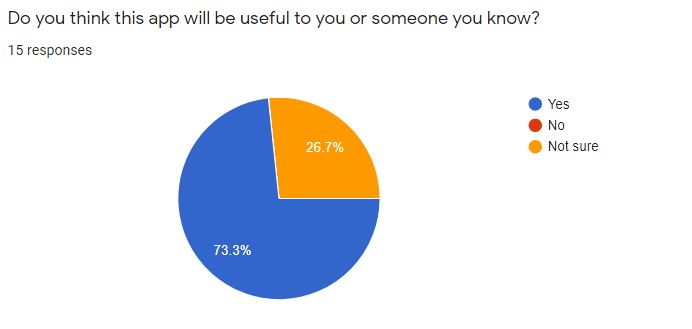 Do you think this app will be useful to you or someone you know?
15 responses
Yes
No
Not sure
26.7%
73.3%